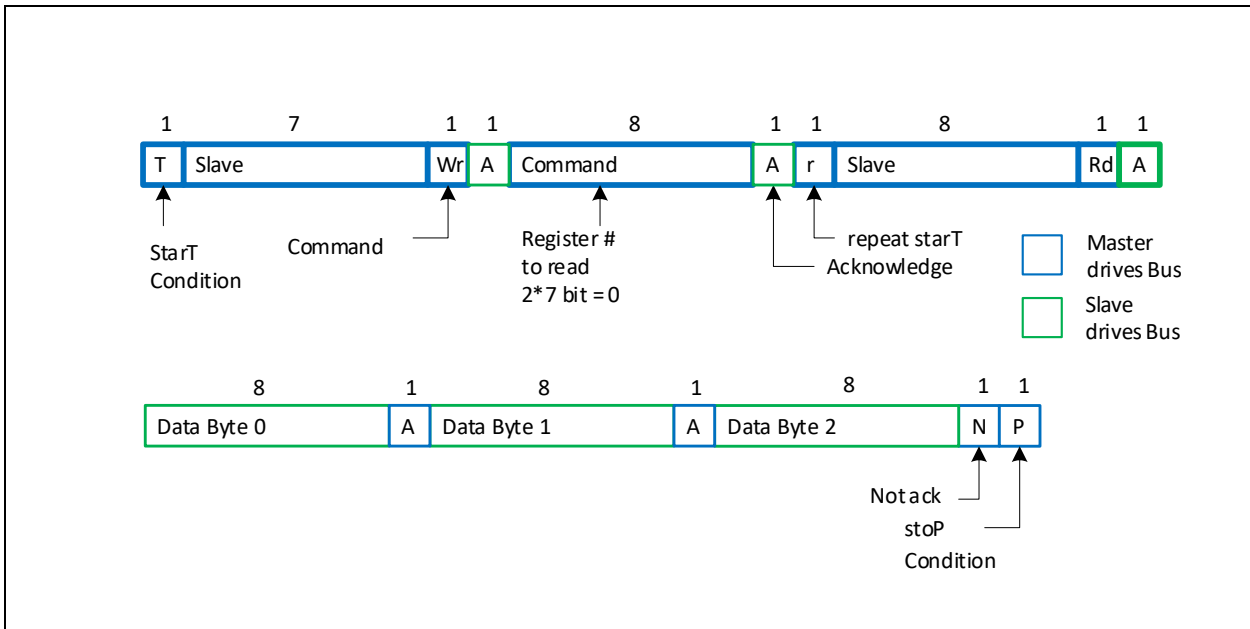 1 7 1 1 8 1 1 8 1 1
T Slave Wr A Command A r Slave Rd A
StarT
Condition
Command
Register #
to read
2*7 bit = 0
repeat starT
Acknowledge
Master
drives Bus
Slave
drives Bus
8 1 8 1 8 1 1
Data Byte 0 A Data Byte 1 A Data Byte 2 N P
Not ack
stoP
Condition